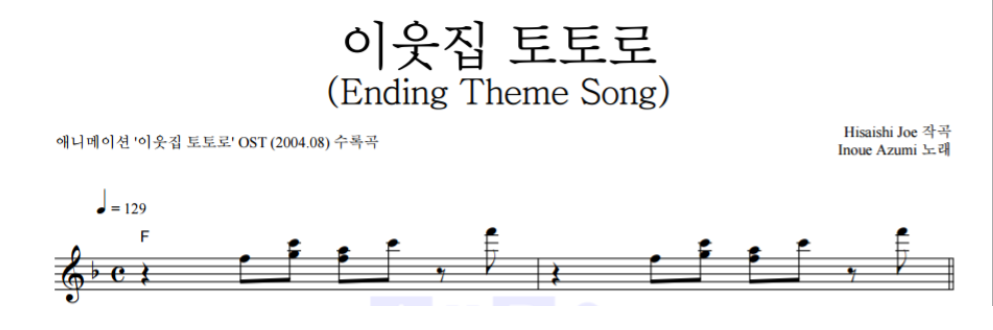 이웃집 토토로
(Ending Theme Song)
애니메이션 '이웃집 토토로' OST (2004.08) 수록곡
Hisaishi Joe 작곡
Inoue Azumi 노래
= 129
F